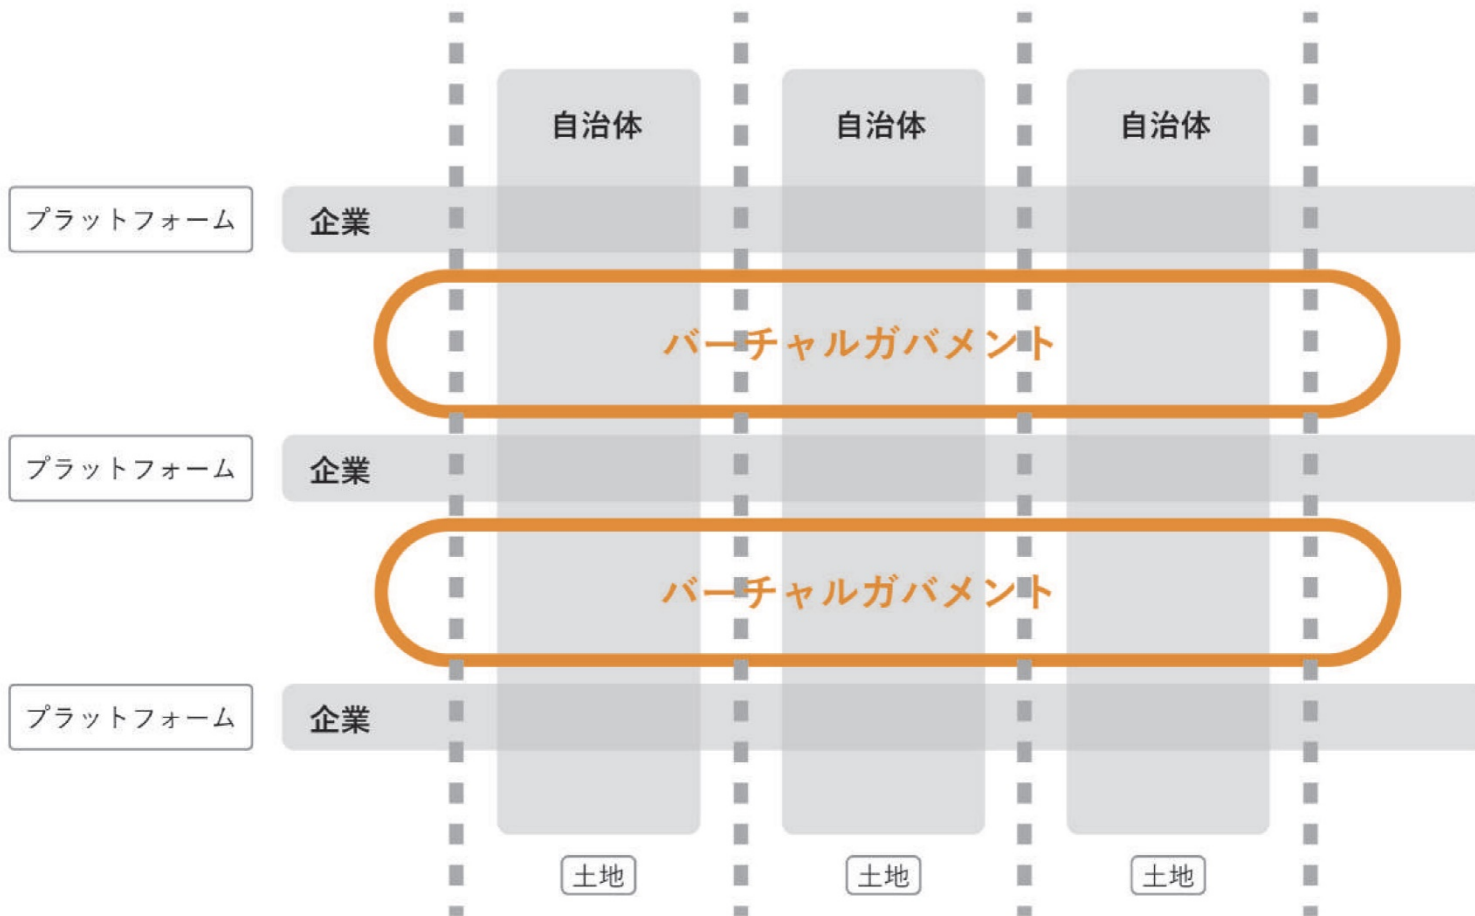 自治体
自治体
自治体
プラットフォーム
企業
バーチャルガバメント
プラットフォーム
企業
バーチャルガバメント
プラットフォーム
企業
土地
土地
土地